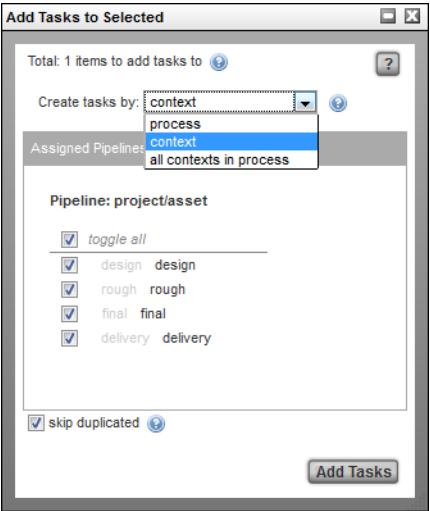 Add Tasks to Selected
Total: 1 items to add tasks to ?
?
Create tasks by: context ?
process
context
all contexts in process
Assigned Pipelines
Pipeline: project/asset
toggle all
design design
rough rough
final final
delivery delivery
skip duplicated ?
Add Tasks